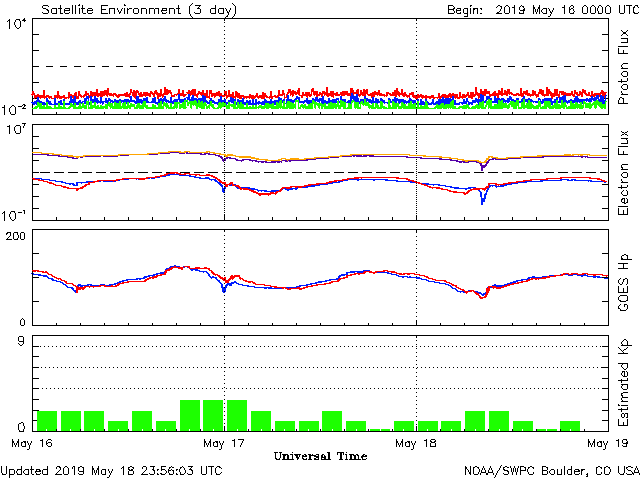 Satellite Environment (3 day)
Begin: 2019 May 16 0000 UTC
10⁴
10⁻²
Proton Flux
10⁷
10⁻¹
Electron Flux
200
0
GOES Hp
9
0
Estimated Kp
May 16 May 17 May 18 May 19
Universal Time
Updated 2019 May 18 23:56:03 UTC
NOAA/SWPC Boulder, CO USA